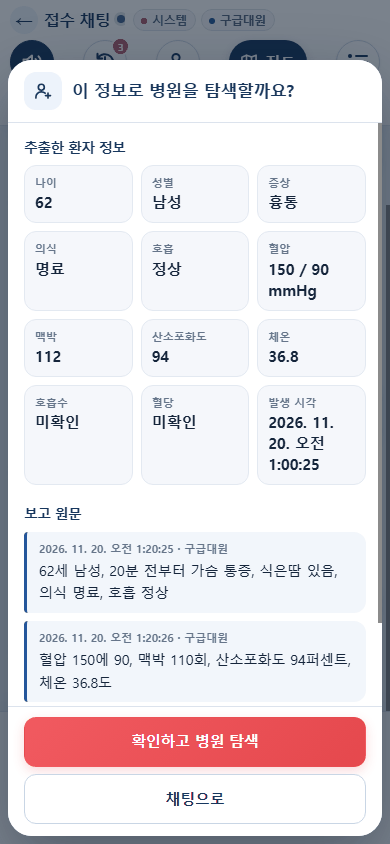 접수 채팅
시스템
구급대원
3
이 정보로 병원을 탐색할까요?
추출한 환자 정보
나이
62
성별
남성
증상
흉통
의식
명료
호흡
정상
혈압
150 / 90
mmHg
맥박
112
산소포화도
94
체온
36.8
호흡수
미확인
혈당
미확인
발생 시각
2026. 11.
20. 오전
1:00:25
보고 원문
2026. 11. 20. 오전 1:20:25 · 구급대원
62세 남성, 20분 전부터 가슴 통증, 식은땀 있음,
의식 명료, 호흡 정상
2026. 11. 20. 오전 1:20:26 · 구급대원
혈압 150에 90, 맥박 110회, 산소포화도 94퍼센트,
체온 36.8도
확인하고 병원 탐색
채팅으로